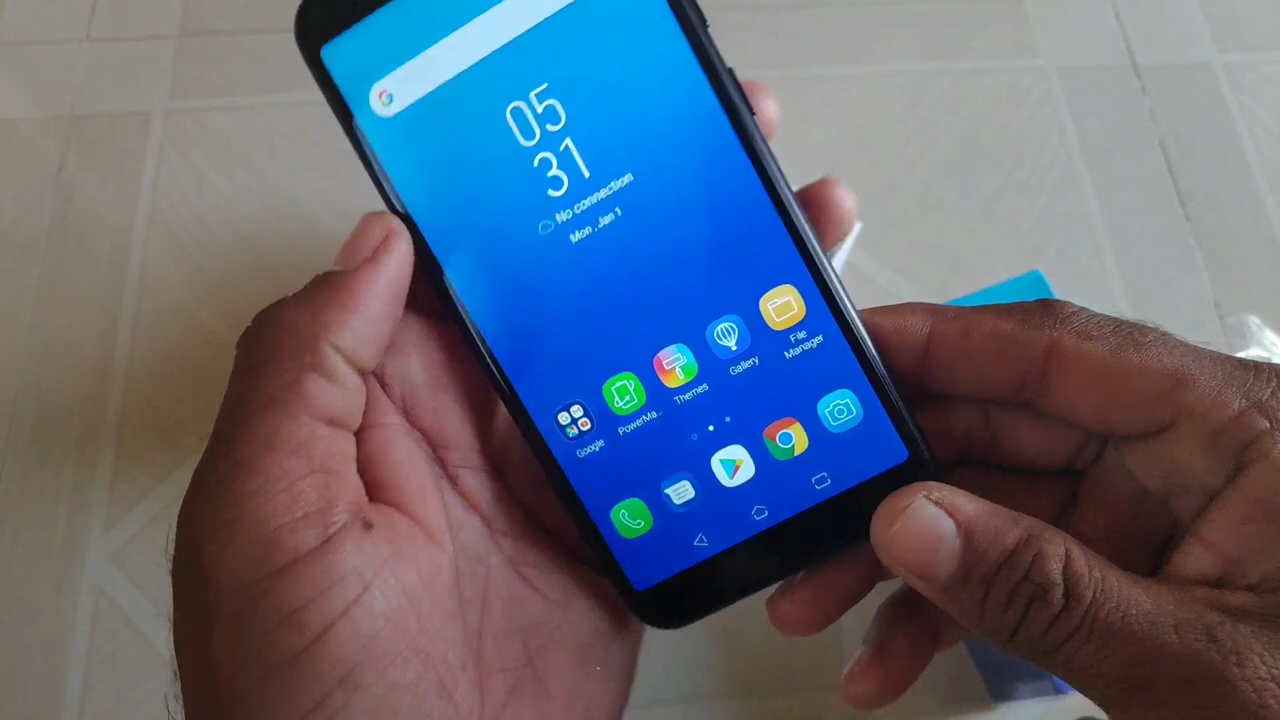 05
31
No connection
Mon , Jan 1
Google
PowerMa...
Themes
Gallery
File
Manager